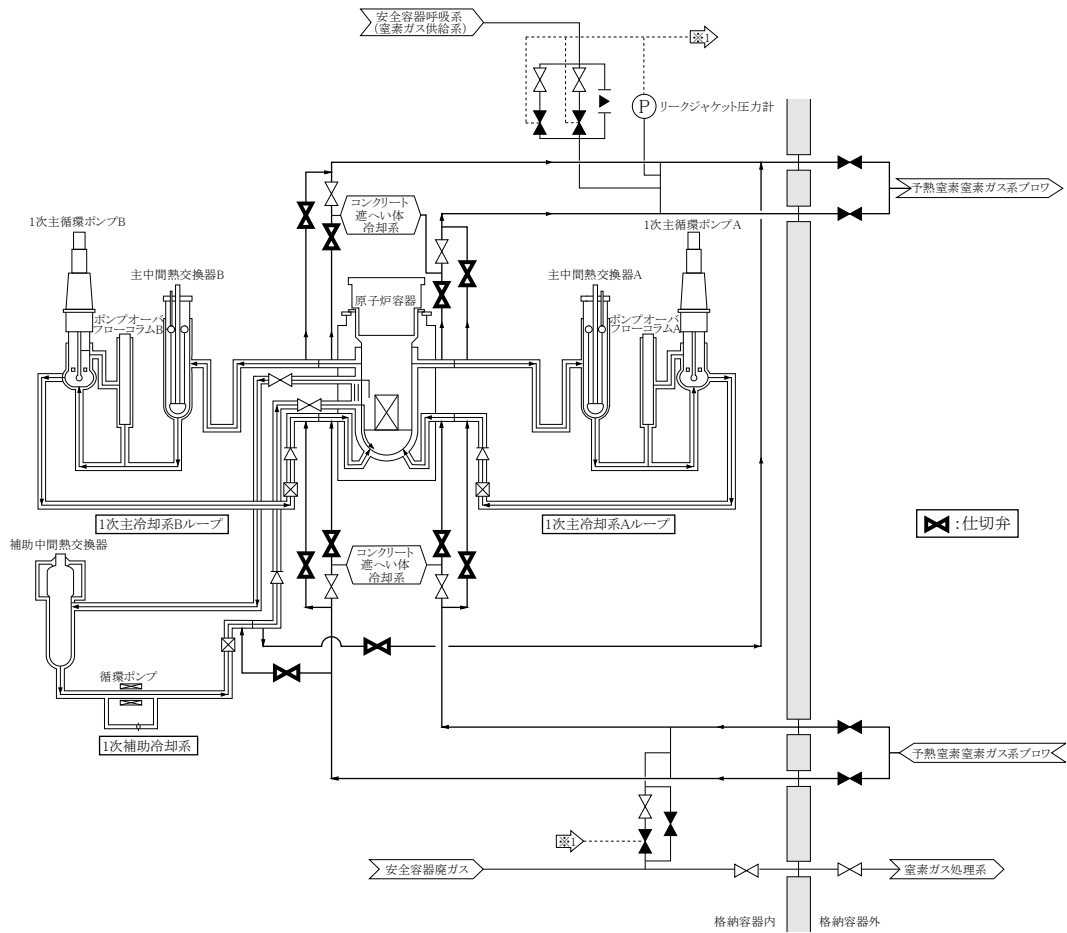 安全容器呼吸系
(窒素ガス供給系)
※1
P
リークジャケット圧力計
予熱窒素窒素ガス系ブロワ
コンクリート
遮へい体
冷却系
1次主循環ポンプB
1次主循環ポンプA
主中間熱交換器B
原子炉容器
主中間熱交換器A
ポンプオーバ
フローコラムB
ポンプオーバ
フローコラムA
1次主冷却系Bループ
1次主冷却系Aループ
:仕切弁
補助中間熱交換器
コンクリート
遮へい体
冷却系
循環ポンプ
1次補助冷却系
予熱窒素窒素ガス系ブロワ
※1
安全容器廃ガス
窒素ガス処理系
格納容器内
格納容器外